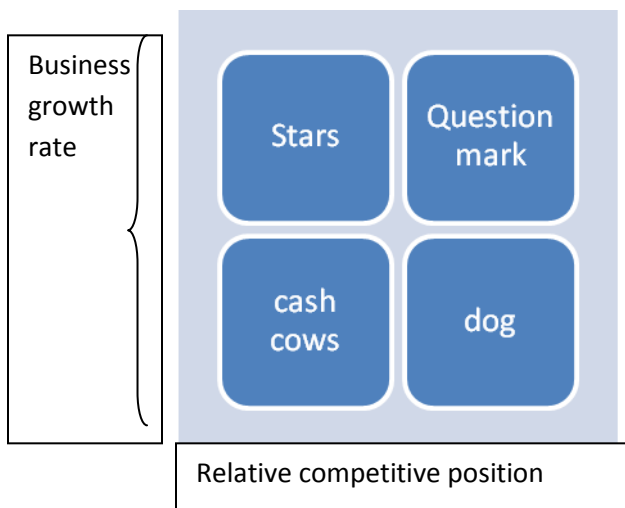 Business
growth
rate
Stars
Question
mark
cash
cows
dog
Relative competitive position